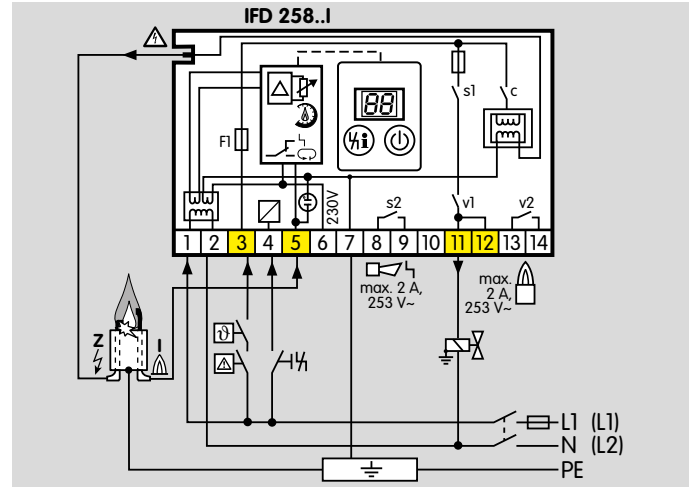 IFD 258..I
s1
c
88
F1
i
230V
s2
v1
v2
1 2 3 4 5 6 7 8 9 10 11 12 13 14
max. 2 A,
253 V~
max.
2 A,
253 V~
Z
I
ϑ
L1 (L1)
N (L2)
PE